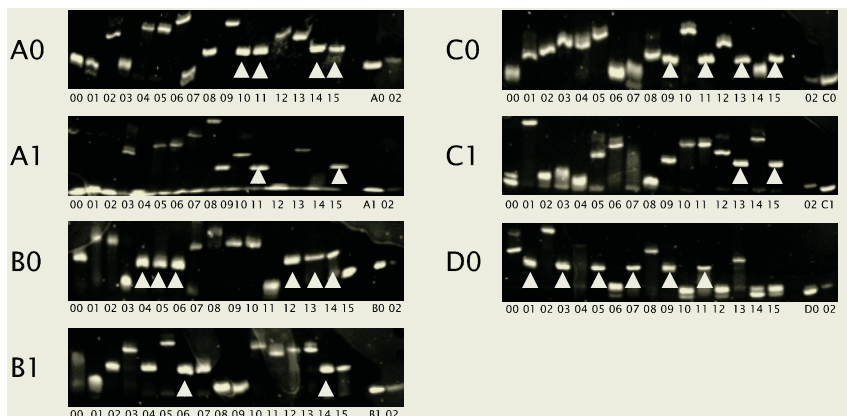 A0
00 01 02 03 04 05 06 07 08 09 10 11 12 13 14 15 A0 02
A1
00 01 02 03 04 05 06 07 08 0910 11 12 13 14 15 A1 02
B0
00 01 02 03 04 05 06 07 08 09 10 11 12 13 14 15 B0 02
B1
00 01 02 03 04 05 06 07 08 09 10 11 12 13 14 15 B1 02
C0
00 01 02 03 04 05 06 07 08 09 10 11 12 13 14 15 02 C0
C1
00 01 02 03 04 05 06 07 08 09 10 11 12 13 14 15 02 C1
D0
00 01 02 03 04 05 06 07 08 09 10 11 12 13 14 15 D0 02